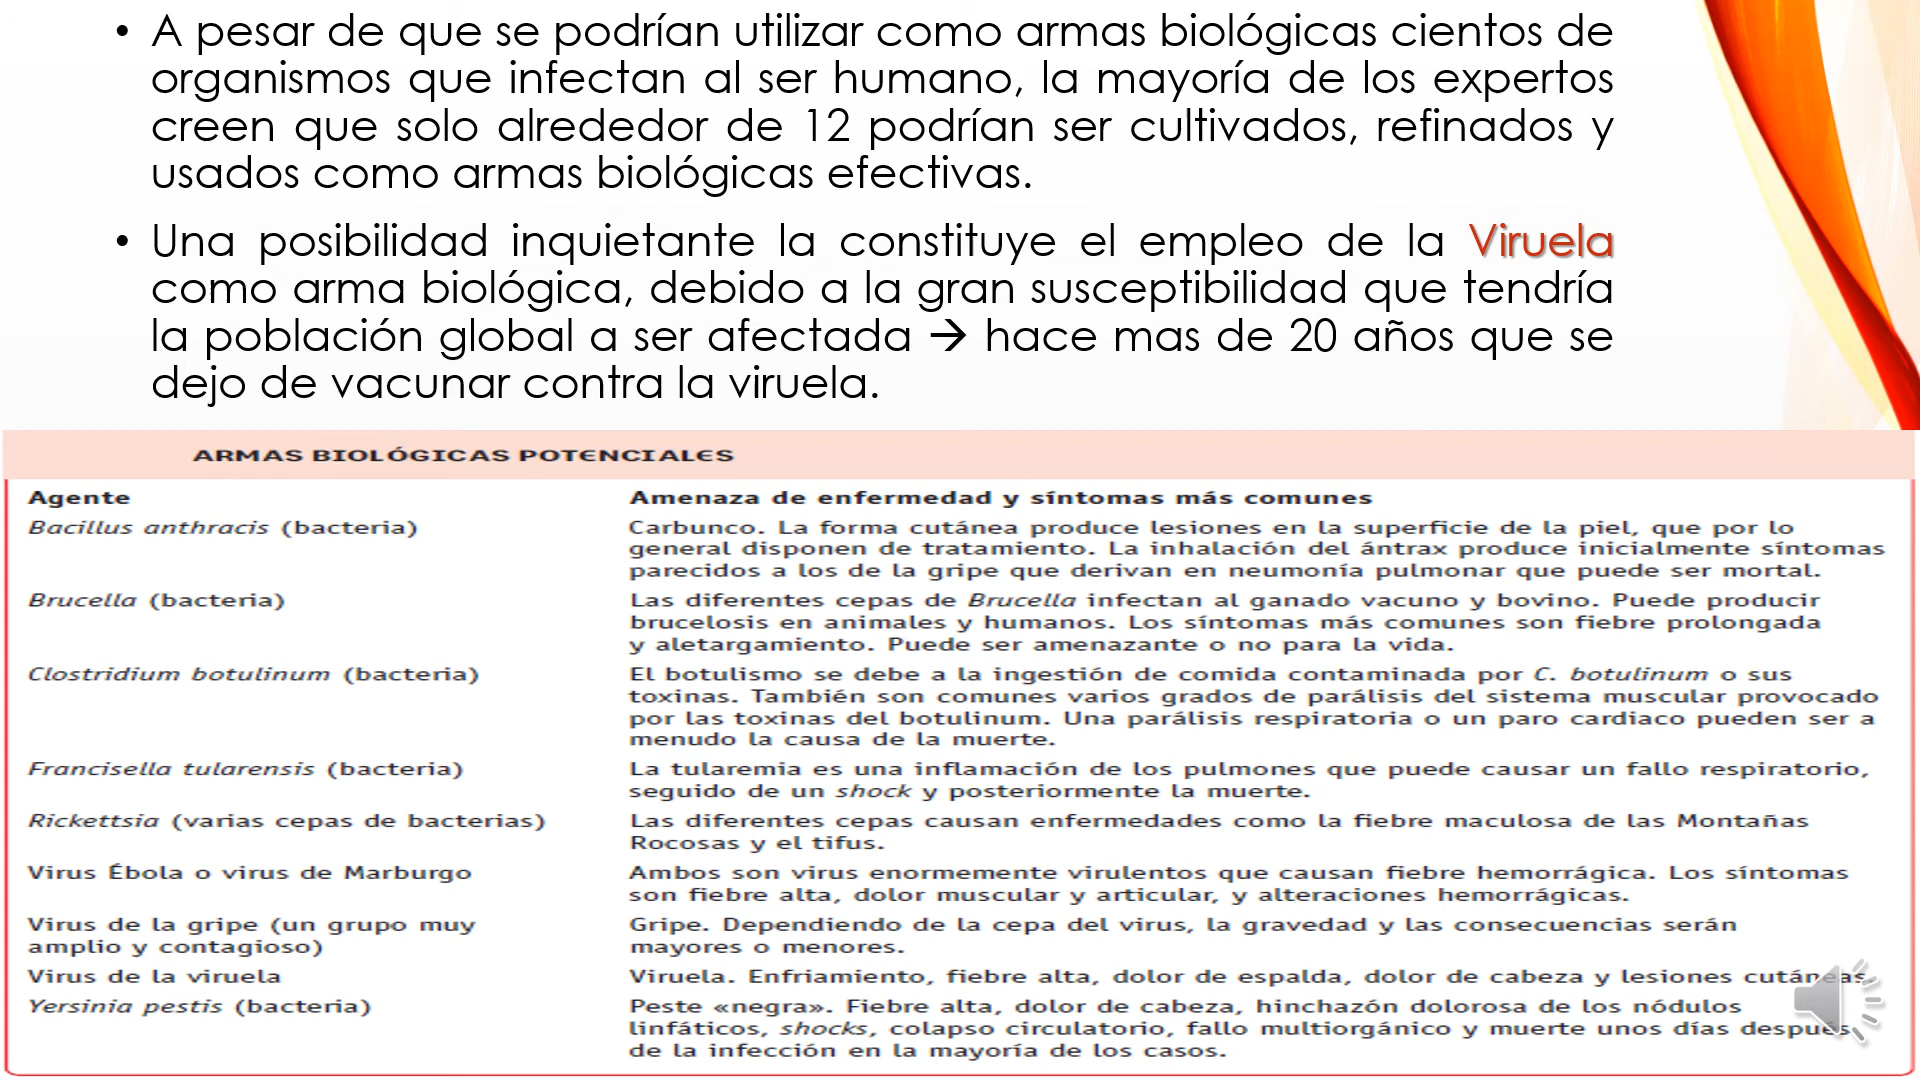 • A pesar de que se podrían utilizar como armas biológicas cientos de
organismos que infectan al ser humano, la mayoría de los expertos
creen que solo alrededor de 12 podrían ser cultivados, refinados y
usados como armas biológicas efectivas.
• Una posibilidad inquietante la constituye el empleo de la Viruela
como arma biológica, debido a la gran susceptibilidad que tendría
la población global a ser afectada → hace mas de 20 años que se
dejo de vacunar contra la viruela.
ARMAS BIOLÓGICAS POTENCIALES
Agente Amenaza de enfermedad y síntomas más comunes
Bacillus anthracis (bacteria) Carbunco. La forma cutánea produce lesiones en la superficie de la piel, que por lo
general disponen de tratamiento. La inhalación del ántrax produce inicialmente síntomas
parecidos a los de la gripe que derivan en neumonía pulmonar que puede ser mortal.
Brucella (bacteria) Las diferentes cepas de Brucella infectan al ganado vacuno y bovino. Puede producir
brucelosis en animales y humanos. Los síntomas más comunes son fiebre prolongada
y aletargamiento. Puede ser amenazante o no para la vida.
Clostridium botulinum (bacteria) El botulismo se debe a la ingestión de comida contaminada por C. botulinum o sus
toxinas. También son comunes varios grados de parálisis del sistema muscular provocado
por las toxinas del botulinum. Una parálisis respiratoria o un paro cardiaco pueden ser a
menudo la causa de la muerte.
Francisella tularensis (bacteria) La tularemia es una inflamación de los pulmones que puede causar un fallo respiratorio,
seguido de un shock y posteriormente la muerte.
Rickettsia (varias cepas de bacterias) Las diferentes cepas causan enfermedades como la fiebre maculosa de las Montañas
Rocosas y el tifus.
Virus Ébola o virus de Marburgo Ambos son virus enormemente virulentos que causan fiebre hemorrágica. Los síntomas
son fiebre alta, dolor muscular y articular, y alteraciones hemorrágicas.
Virus de la gripe (un grupo muy Gripe. Dependiendo de la cepa del virus, la gravedad y las consecuencias serán
amplio y contagioso) mayores o menores.
Virus de la viruela Viruela. Enfriamiento, fiebre alta, dolor de espalda, dolor de cabeza y lesiones cutáneas.
Yersinia pestis (bacteria) Peste «negra». Fiebre alta, dolor de cabeza, hinchazón dolorosa de los nódulos
linfáticos, shocks, colapso circulatorio, fallo multiorgánico y muerte unos días después
de la infección en la mayoría de los casos.